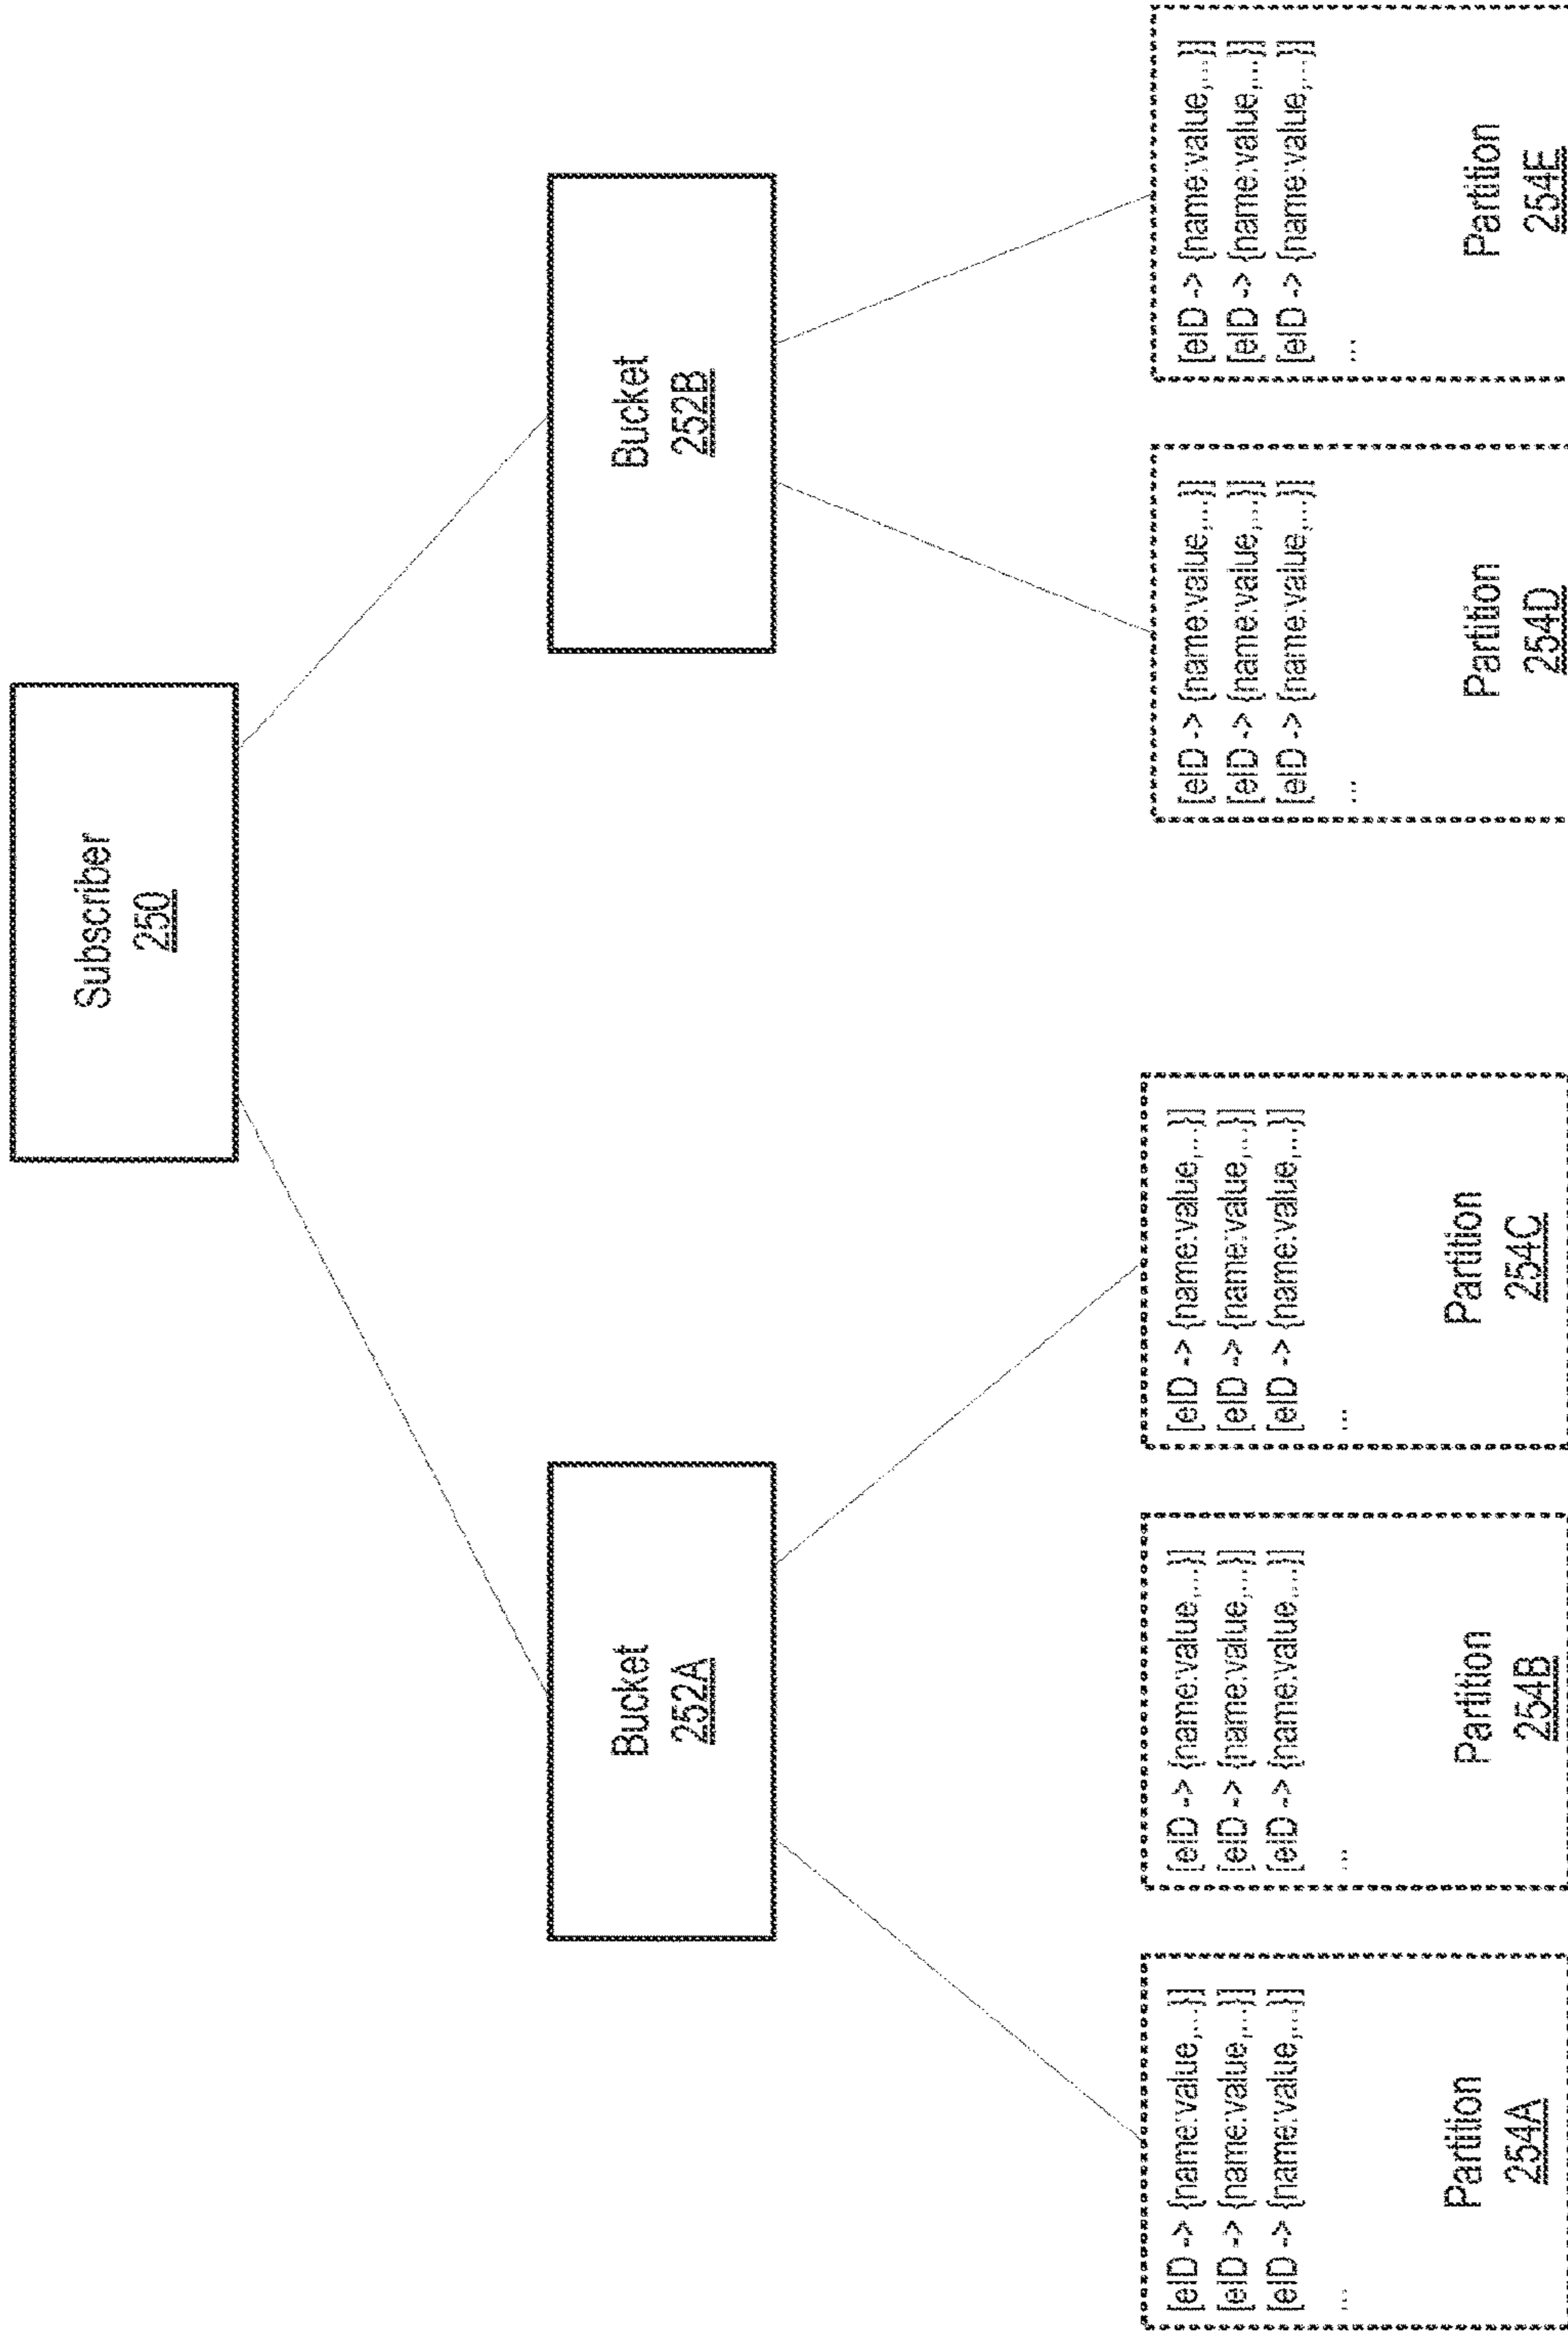 Subscriber
250
Bucket
252A
Bucket
252B
[eID -> {name:value,...}]
[eID -> {name:value,...}]
[eID -> {name:value,...}]
...
Partition
254A
[eID -> {name:value,...}]
[eID -> {name:value,...}]
[eID -> {name:value,...}]
...
Partition
254B
[eID -> {name:value,...}]
[eID -> {name:value,...}]
[eID -> {name:value,...}]
...
Partition
254C
[eID -> {name:value,...}]
[eID -> {name:value,...}]
[eID -> {name:value,...}]
...
Partition
254D
[eID -> {name:value,...}]
[eID -> {name:value,...}]
[eID -> {name:value,...}]
...
Partition
254E